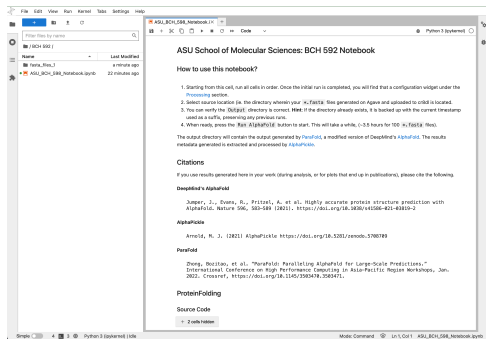 File Edit View Run Kernel Tabs Settings Help
Filter files by name
/ BCH 592 /
Name Last Modified
fasta_files_1 a minute ago
ASU_BCH_598_Notebook.ipynb 22 minutes ago
ASU_BCH_598_Notebook.i
Code
Python 3 (ipykernel)
ASU School of Molecular Sciences: BCH 592 Notebook
How to use this notebook?
1. Starting from this cell, run all cells in order. Once the initial run is completed, you will find that a configuration widget under the
Processing section.
2. Select source location (ie. the directory wherein your *.fasta files generated on Agave and uploaded to
3. You can verify the Output directory is correct. Hint: if the directory already exists, it is backed up with the current timestamp
used as a suffix, preserving any previous runs.
4. When ready, press the Run AlphaFold button to start. This will take a while, (~3.5 hours for 100 *.fasta files).
The output directory will contain the output generated by ParaFold, a modified version of DeepMind's AlphaFold. The results
metadata generated is extracted and processed by AlphaPickle.
Citations
If you use results generated here in your work (during analysis, or for plots that end up in publications), please cite the following.
DeepMind's AlphaFold
Jumper, J., Evans, R., Pritzel, A. et al. Highly accurate protein structure prediction with
AlphaFold. Nature 596, 583–589 (2021). https://doi.org/10.1038/s41586-021-03819-2
AlphaPickle
Arnold, M. J. (2021) AlphaPickle https://doi.org/10.5281/zenodo.5708709
ParaFold
Zhong, Bozitao, et al. "ParaFold: Paralleling AlphaFold for Large-Scale Predictions."
International Conference on High Performance Computing in Asia-Pacific Region Workshops, Jan.
2022. Crossref, https://doi.org/10.1145/3503470.3503471.
ProteinFolding
Source Code
2 cells hidden
Simple 4 3 Python 3 (ipykernel) | Idle
Mode: Command Ln 1, Col 1 ASU_BCH_598_Notebook.ipynb